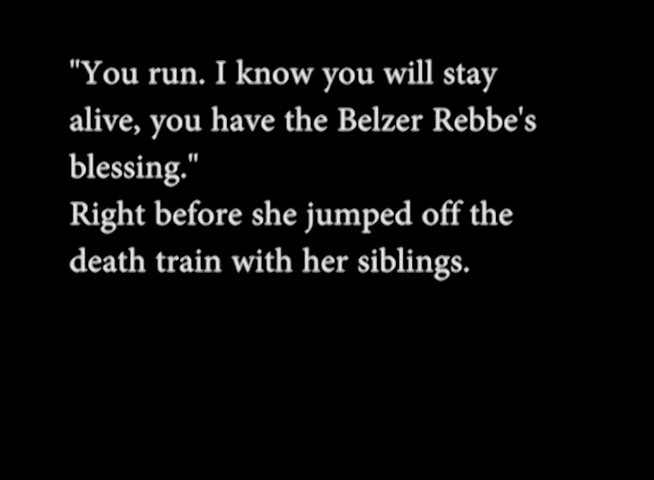 "You run. I know you will stay
alive, you have the Belzer Rebbe's
blessing."
Right before she jumped off the
death train with her siblings.